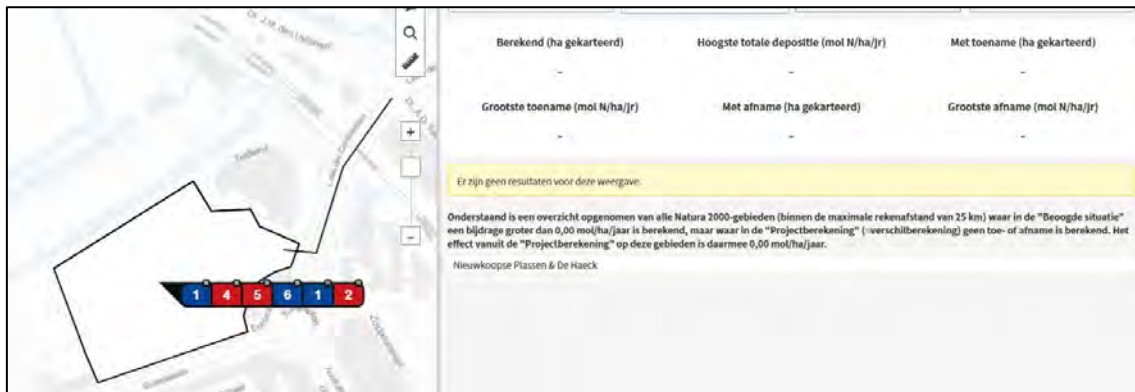 Dr. J.M. den Uylsingel
Berekend (ha gekarteerd)
Hoogste totale depositie (mol N/ha/jr)
Met toename (ha gekarteerd)
-
-
-
Grootste toename (mol N/ha/jr)
Met afname (ha gekarteerd)
Grootste afname (mol N/ha/jr)
-
-
-
+
-
1 4 5 6 1 2
Er zijn geen resultaten voor deze weergave.
Onderstaand is een overzicht opgenomen van alle Natura 2000-gebieden (binnen de maximale rekenafstand van 25 km) waar in de "Beoogde situatie"
een bijdrage groter dan 0,00 mol/ha/jaar is berekend, maar waar in de "Projectberekening" (=verschilberekening) geen toe- of afname is berekend. Het
effect vanuit de "Projectberekening" op deze gebieden is daarmee 0,00 mol/ha/jaar.
Nieuwkoopse Plassen & De Haeck